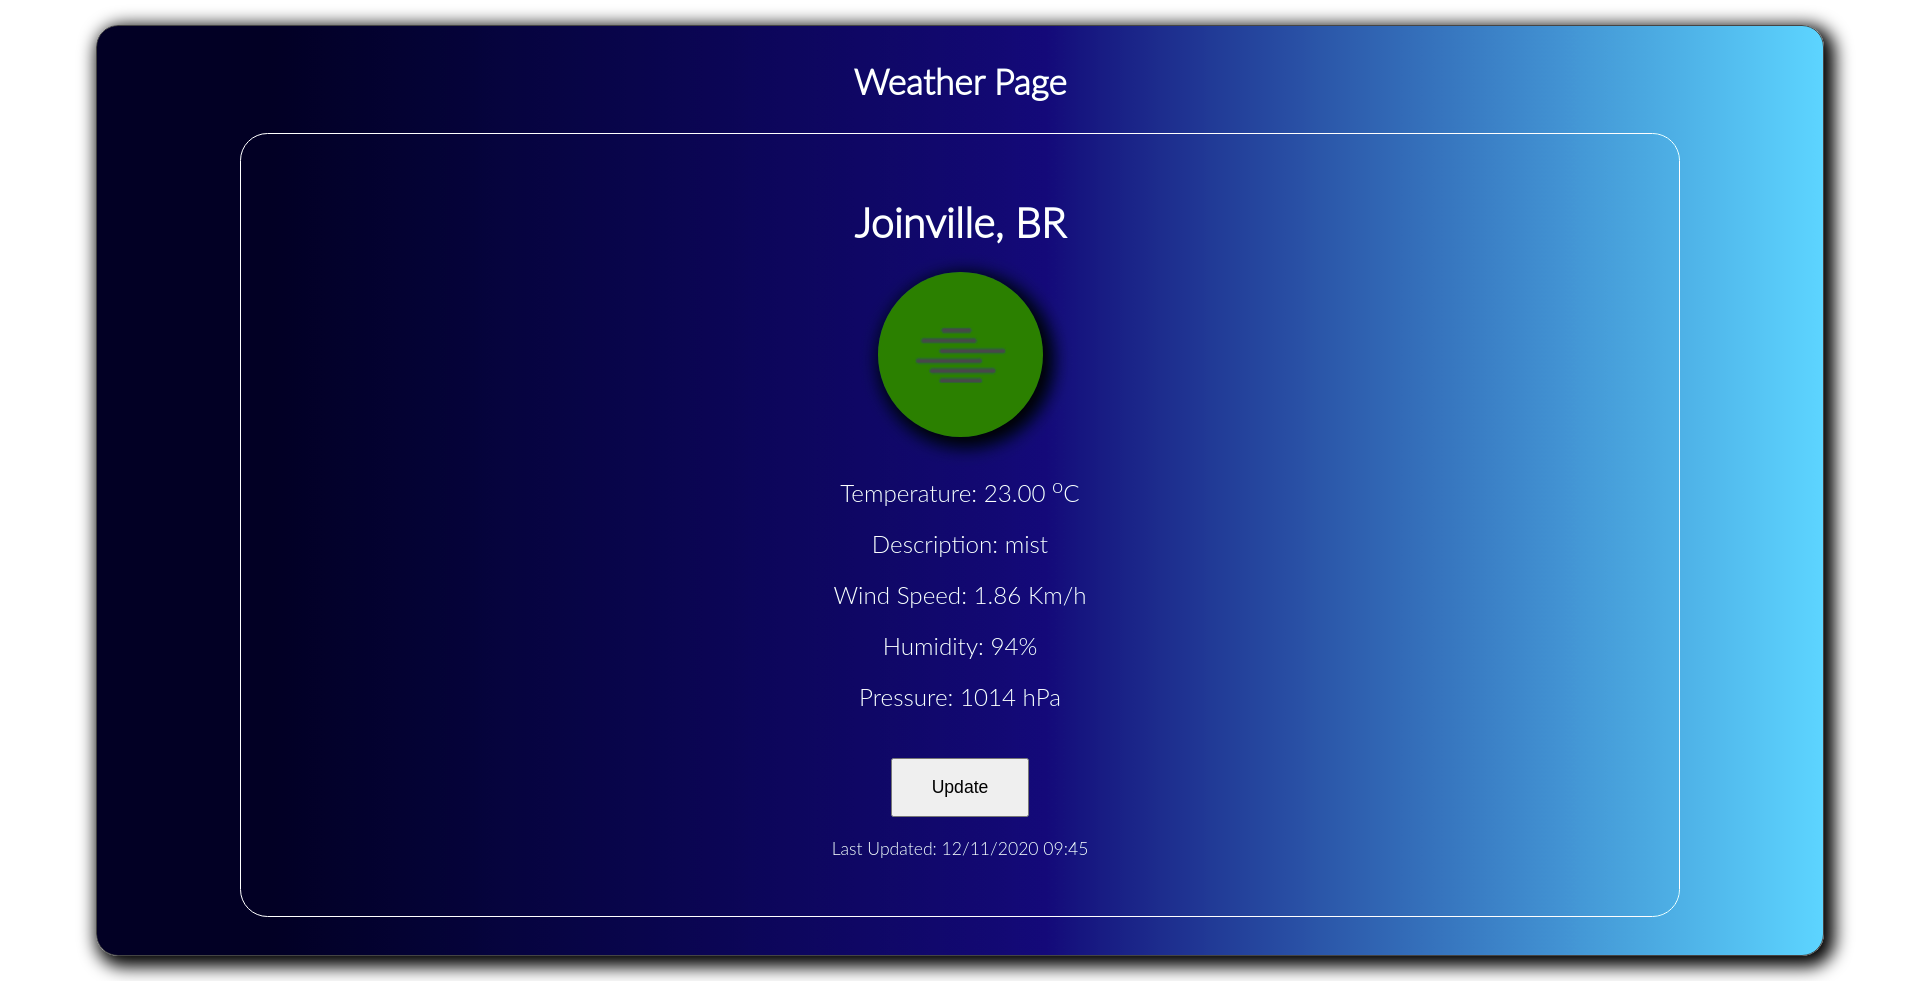 Weather Page
Joinville, BR
Temperature: 23.00 ºC
Description: mist
Wind Speed: 1.86 Km/h
Humidity: 94%
Pressure: 1014 hPa
Update
Last Updated: 12/11/2020 09:45